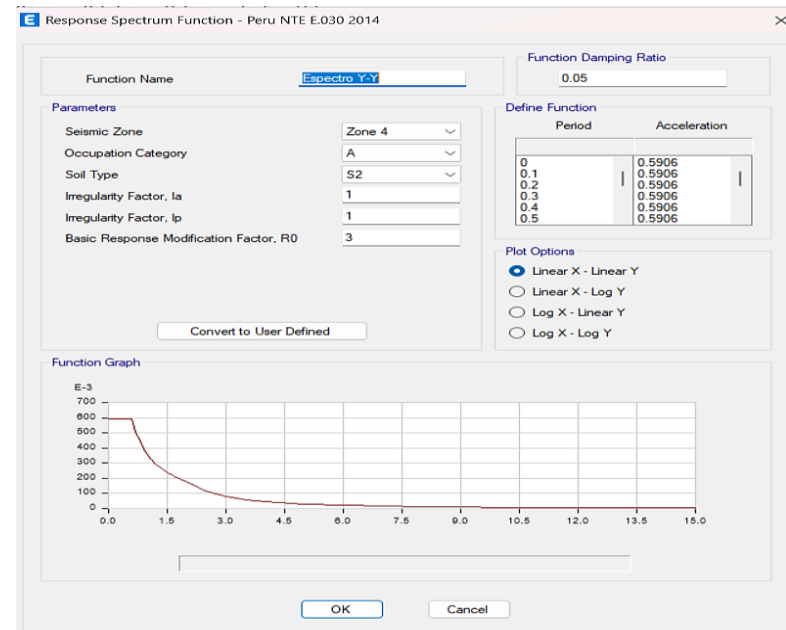 E Response Spectrum Function - Peru NTE E.030 2014
Function Name
Espectro Y-Y
Function Damping Ratio
0.05
Parameters
Seismic Zone
Zone 4
Occupation Category
A
Soil Type
S2
Irregularity Factor, Ia
1
Irregularity Factor, Ip
1
Basic Response Modification Factor, R0
3
Convert to User Defined
Define Function
Period Acceleration
0 0.5906
0.1 0.5906
0.2 0.5906
0.3 0.5906
0.4 0.5906
0.5 0.5906
Plot Options
Linear X - Linear Y
Linear X - Log Y
Log X - Linear Y
Log X - Log Y
Function Graph
E-3
700
600
500
400
300
200
100
0
0.0 1.5 3.0 4.5 6.0 7.5 9.0 10.5 12.0 13.5 15.0
OK Cancel